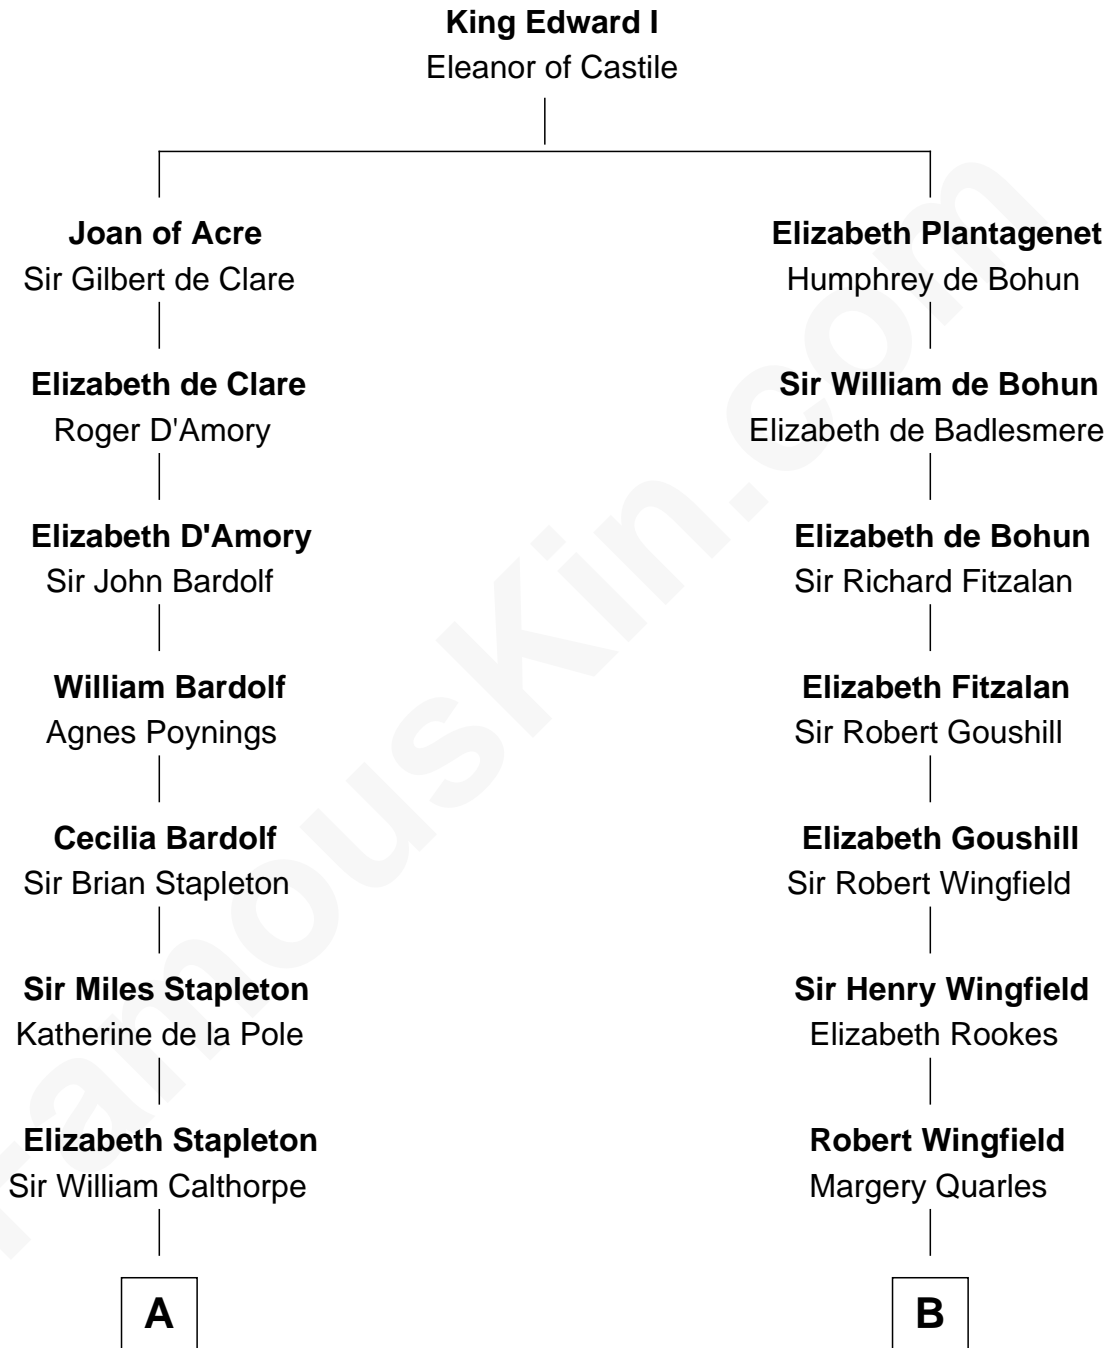 King Edward I
Eleanor of Castile
Joan of Acre
Sir Gilbert de Clare
Elizabeth Plantagenet
Humphrey de Bohun
Elizabeth de Clare
Roger D'Amory
Sir William de Bohun
Elizabeth de Badlesmere
Elizabeth D'Amory
Sir John Bardolf
Elizabeth de Bohun
Sir Richard Fitzalan
William Bardolf
Agnes Poynings
Elizabeth Fitzalan
Sir Robert Goushill
Cecilia Bardolf
Sir Brian Stapleton
Elizabeth Goushill
Sir Robert Wingfield
Sir Miles Stapleton
Katherine de la Pole
Sir Henry Wingfield
Elizabeth Rookes
Elizabeth Stapleton
Sir William Calthorpe
Robert Wingfield
Margery Quarles
A
B
FamousKin.com